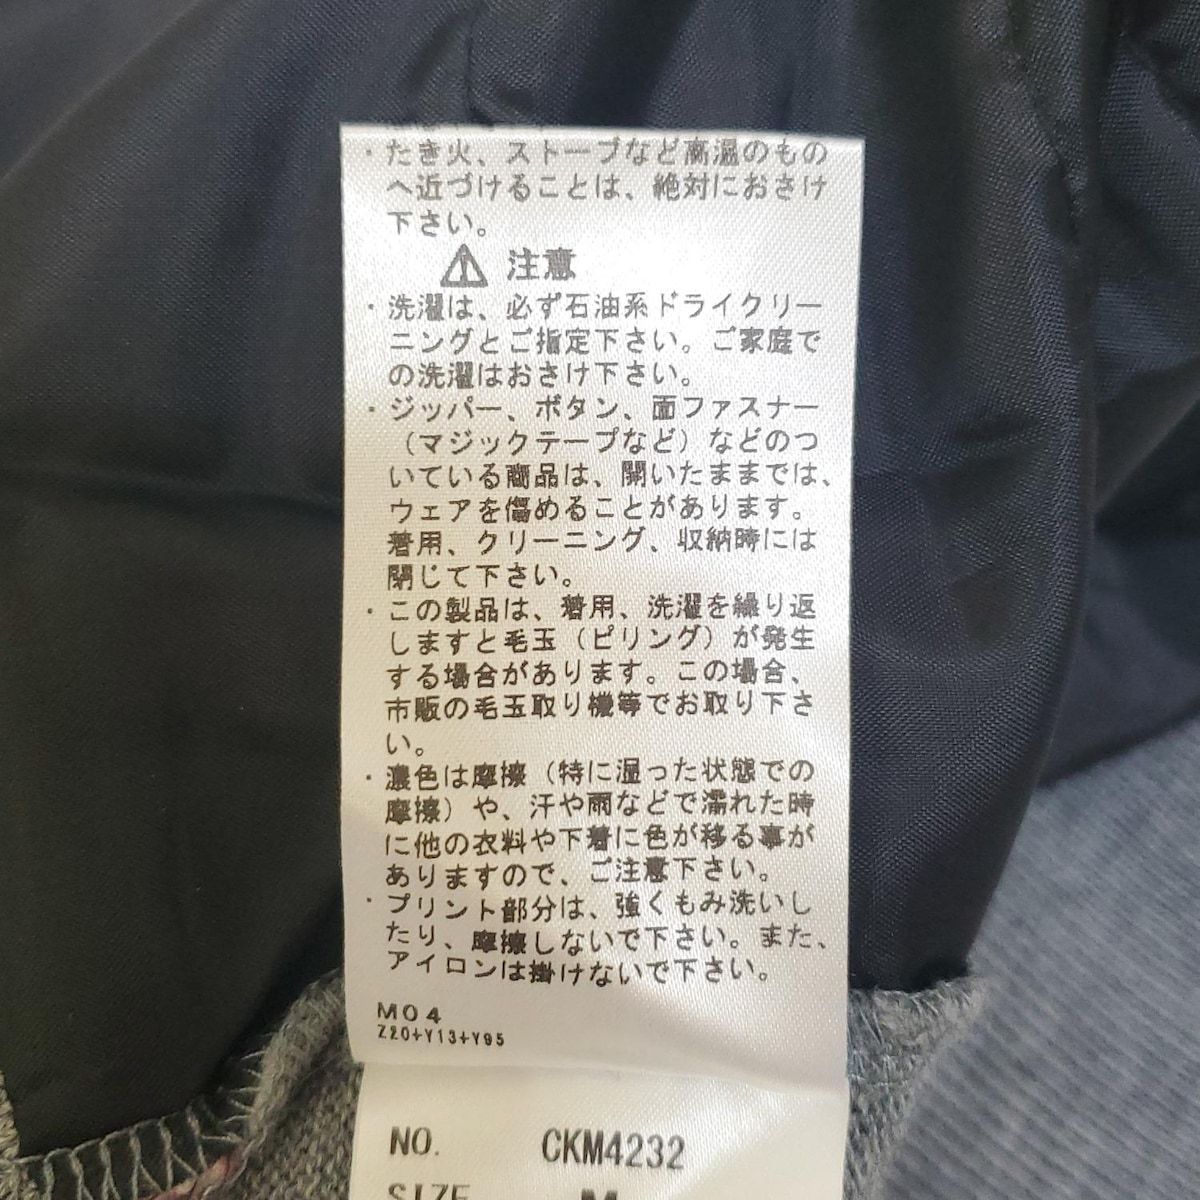 ・たき火、ストーブなど高温のもの
へ近づけることは、絶対におさけ
下さい。
⚠ 注意
・洗濯は、必ず石油系ドライクリー
ニングとご指定下さい。ご家庭で
の洗濯はおさけ下さい。
・ジッパー、ボタン、面ファスナー
（マジックテープなど）などのつ
いている商品は、開いたままでは、
ウェアを傷めることがあります。
着用、クリーニング、収納時には
閉じて下さい。
・この製品は、着用、洗濯を繰り返
しますと毛玉（ピリング）が発生
する場合があります。この場合、
市販の毛玉取り機等でお取り下さ
い。
・濃色は摩擦（特に湿った状態での
摩擦）や、汗や雨などで濡れた時
に他の衣料や下着に色が移る事が
ありますので、ご注意下さい。
・プリント部分は、強くもみ洗いし
たり、摩擦しないで下さい。また、
アイロンは掛けないで下さい。
M04
Z20+Y13+Y95
NO. CKM4232
SIZE M